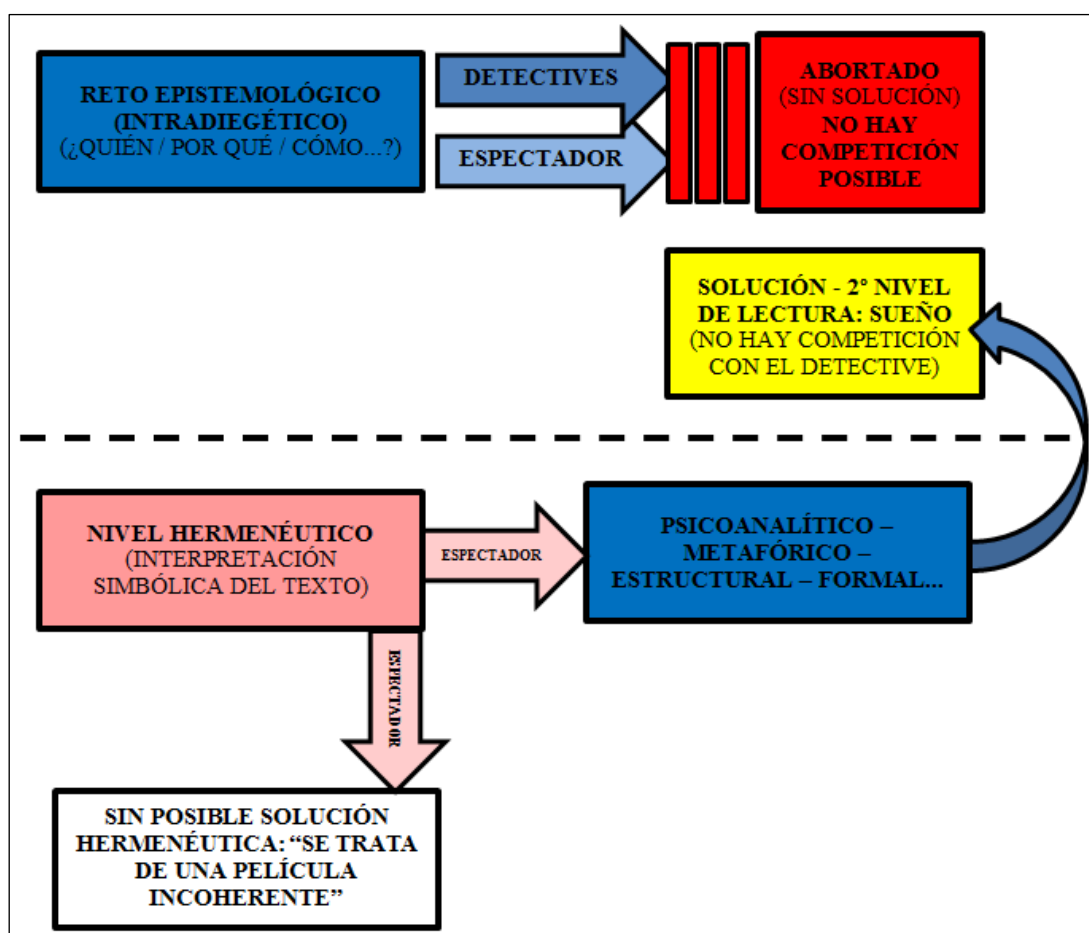 RETO EPISTEMOLÓGICO
(INTRADIEGÉTICO)
(¿QUIÉN / POR QUÉ / CÓMO...?)
DETECTIVES
ESPECTADOR
ABORTADO
(SIN SOLUCIÓN)
NO HAY
COMPETICIÓN
POSIBLE
SOLUCIÓN - 2º NIVEL
DE LECTURA: SUEÑO
(NO HAY COMPETICIÓN
CON EL DETECTIVE)
NIVEL HERMENÉUTICO
(INTERPRETACIÓN
SIMBÓLICA DEL TEXTO)
ESPECTADOR
PSICOANALÍTICO –
METAFÓRICO –
ESTRUCTURAL – FORMAL...
ESPECTADOR
SIN POSIBLE SOLUCIÓN
HERMENÉUTICA: “SE TRATA
DE UNA PELÍCULA
INCOHERENTE”